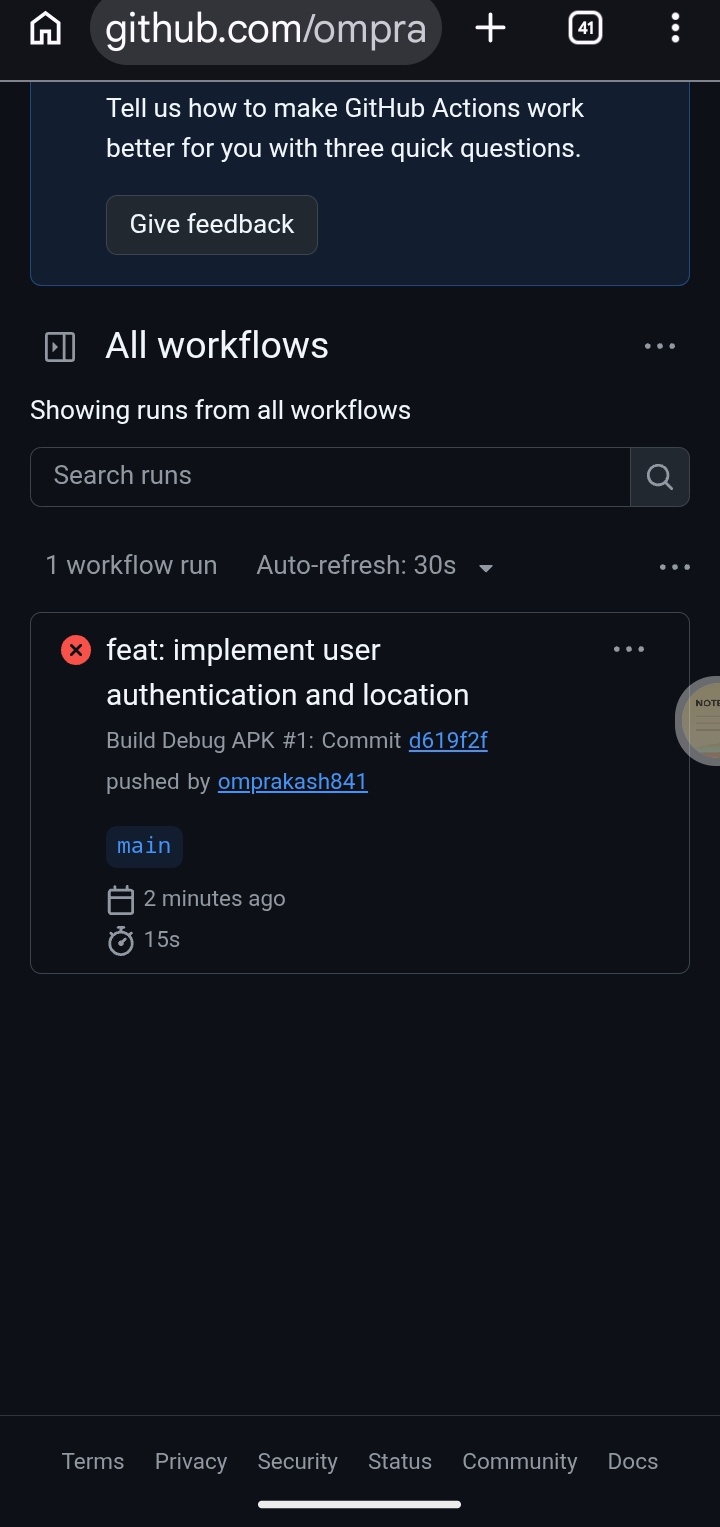 github.com/ompra
41
Tell us how to make GitHub Actions work
better for you with three quick questions.
Give feedback
All workflows
Showing runs from all workflows
Search runs
1 workflow run Auto-refresh: 30s
feat: implement user
authentication and location
Build Debug APK #1: Commit d619f2f
NOTE
pushed by omprakash841
main
2 minutes ago
15s
Terms Privacy Security Status Community Docs